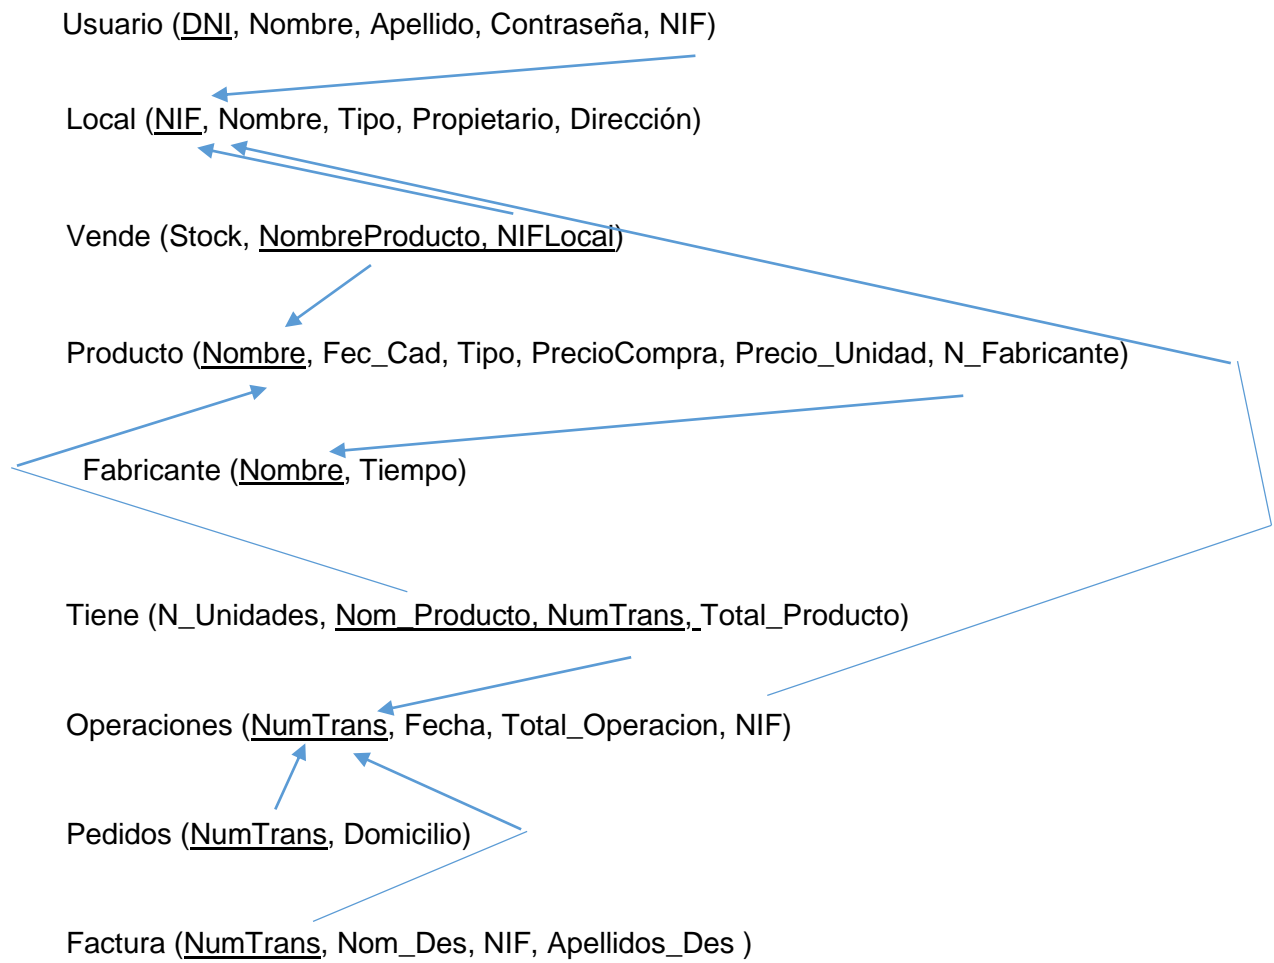 Usuario (DNI, Nombre, Apellido, Contraseña, NIF)
Local (NIF, Nombre, Tipo, Propietario, Dirección)
Vende (Stock, NombreProducto, NIFLocal)
Producto (Nombre, Fec_Cad, Tipo, PrecioCompra, Precio_Unidad, N_Fabricante)
Fabricante (Nombre, Tiempo)
Tiene (N_Unidades, Nom_Producto, NumTrans, Total_Producto)
Operaciones (NumTrans, Fecha, Total_Operacion, NIF)
Pedidos (NumTrans, Domicilio)
Factura (NumTrans, Nom_Des, NIF, Apellidos_Des )